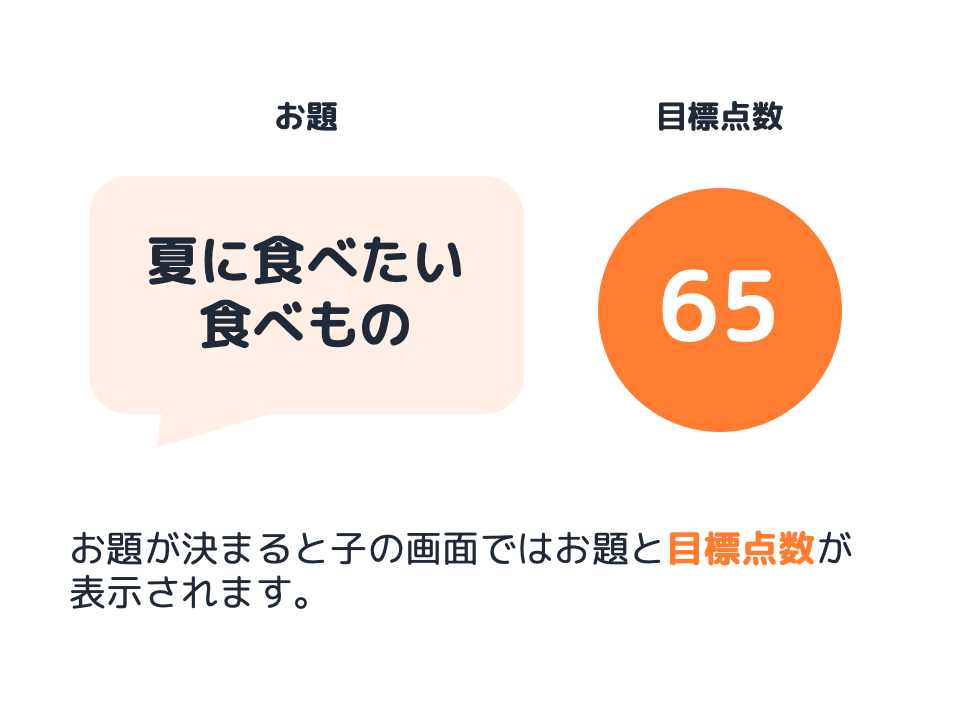 お題
目標点数
夏に食べたい
食べもの
65
お題が決まると子の画面ではお題と目標点数が
表示されます。